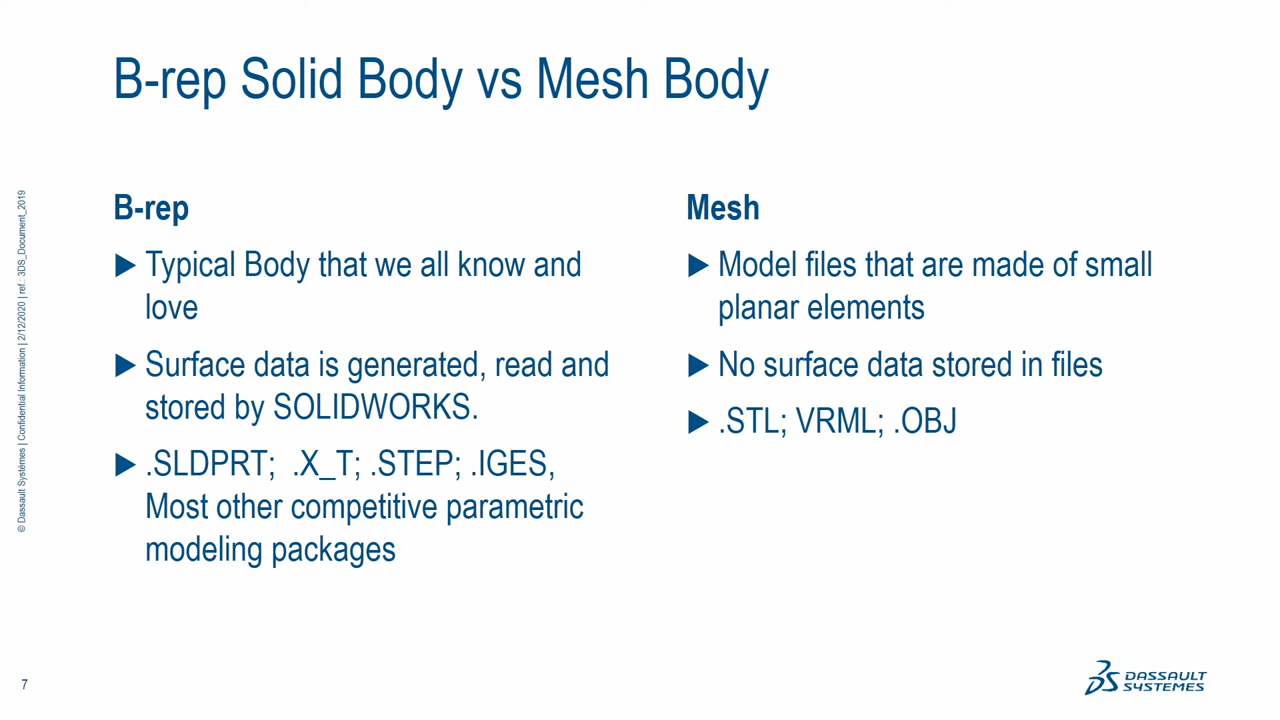 B-rep Solid Body vs Mesh Body
B-rep
Typical Body that we all know and
love
Surface data is generated, read and
stored by SOLIDWORKS.
.SLDPRT; .X_T; .STEP; .IGES,
Most other competitive parametric
modeling packages
Mesh
Model files that are made of small
planar elements
No surface data stored in files
.STL; VRML; .OBJ
© Dassault Systèmes | Confidential Information | 2/12/2020 | ref.: 3DS_Document_2019
7
DASSAULT
SYSTEMES